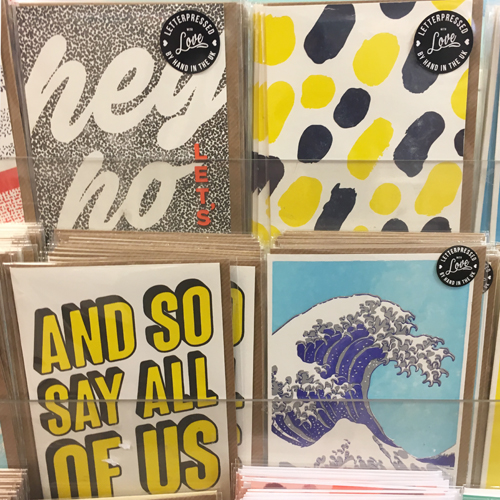 hey
ho
LET'S
LETTERPRESSED
WITH
Love
BY HAND IN THE UK
LETTERPRESSED
WITH
Love
BY HAND IN THE UK
AND SO
SAY ALL
OF US
LETTERPRESSED
WITH
Love
BY HAND IN THE UK